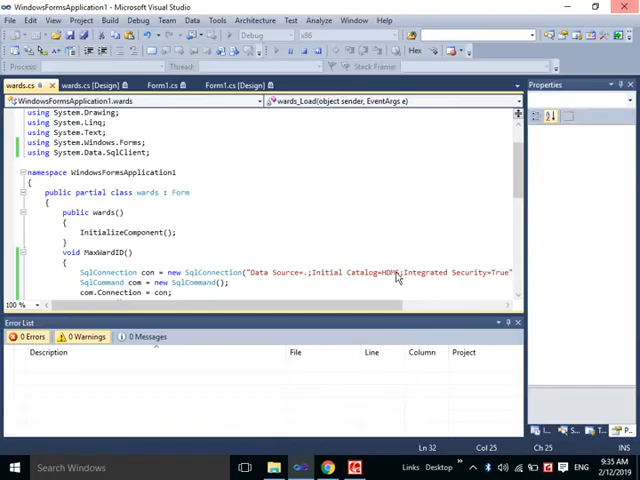 WindowsFormsApplication1 - Microsoft Visual Studio
File Edit View Project Build Debug Team Data Tools Architecture Test Analyze Window Help
Debug x86
Hex
Process: Thread: Stack Frame:
wards.cs wards.cs [Design] Form1.cs Form1.cs [Design]
Properties
WindowsFormsApplication1.wards wards_Load(object sender, EventArgs e)
using System.Drawing;
using System.Linq;
using System.Text;
using System.Windows.Forms;
using System.Data.SqlClient;
namespace WindowsFormsApplication1
{
public partial class wards : Form
{
public wards()
{
InitializeComponent();
}
void MaxWardID()
{
SqlConnection con = new SqlConnection("Data Source=.;Initial Catalog=HDMS;Integrated Security=True"
SqlCommand com = new SqlCommand();
com.Connection = con;
100 %
Error List
0 Errors 0 Warnings 0 Messages
Description File Line Column Project
I... S... T... P...
Ln 32 Col 25 Ch 25 INS
Search Windows
Links Desktop ENG
9:35 AM
2/12/2019